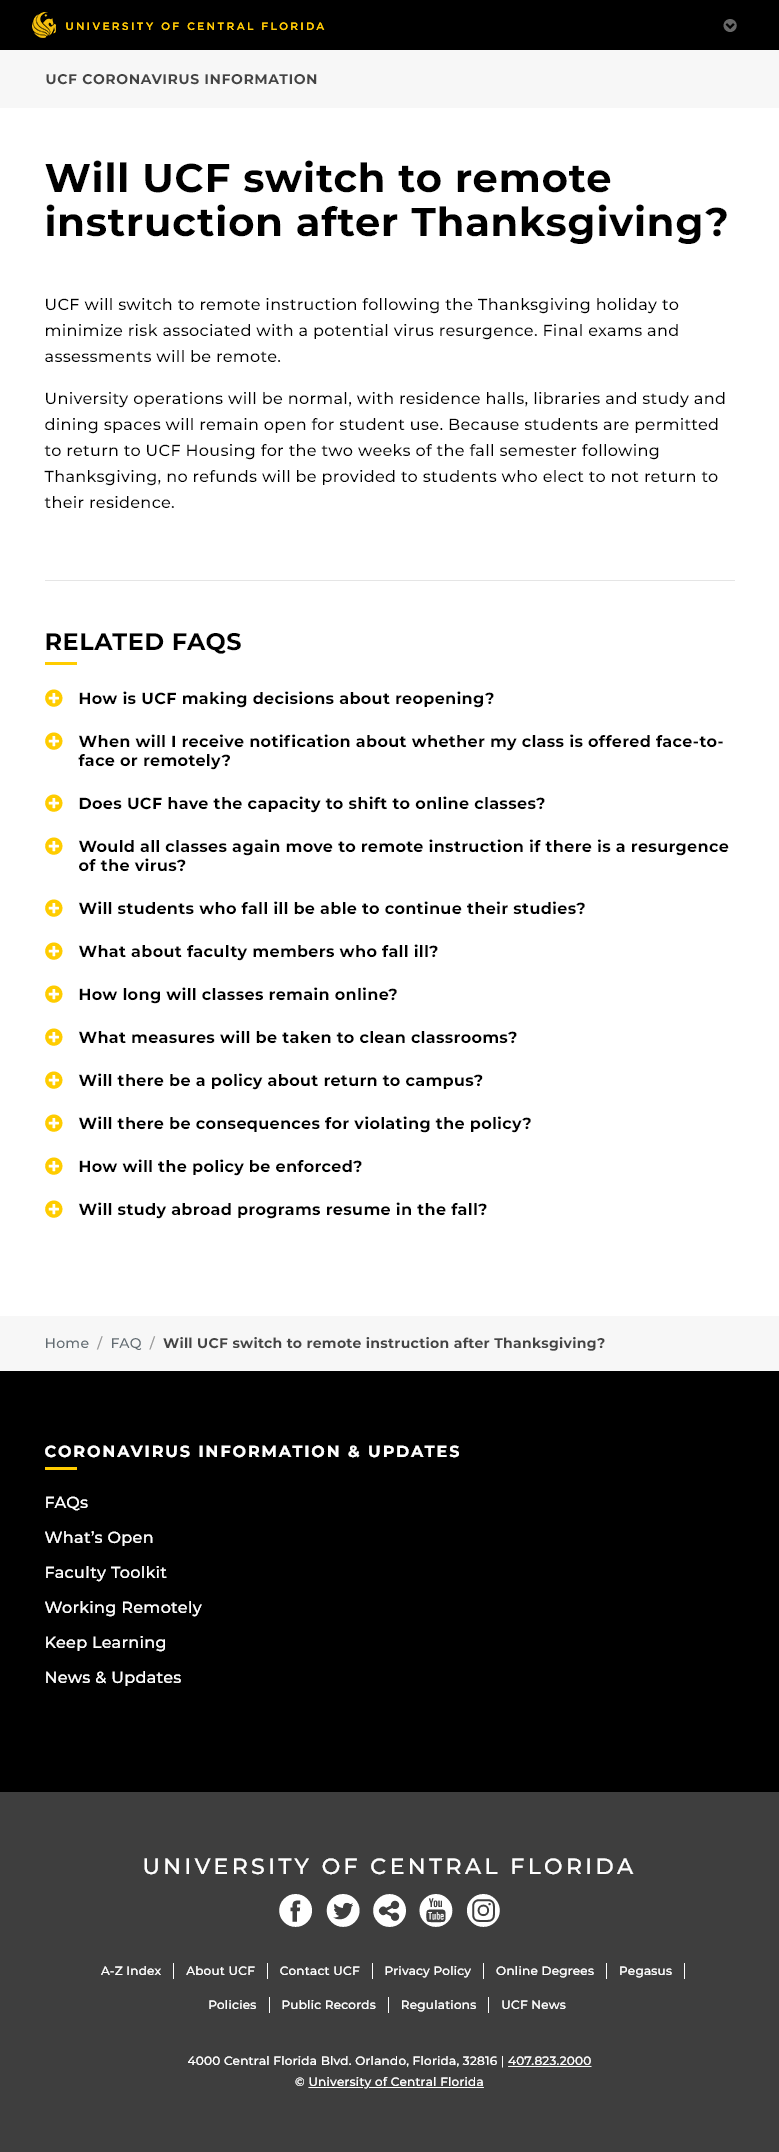 UNIVERSITY OF CENTRAL FLORIDA
UCF CORONAVIRUS INFORMATION
Will UCF switch to remote
instruction after Thanksgiving?
UCF will switch to remote instruction following the Thanksgiving holiday to
minimize risk associated with a potential virus resurgence. Final exams and
assessments will be remote.
University operations will be normal, with residence halls, libraries and study and
dining spaces will remain open for student use. Because students are permitted
to return to UCF Housing for the two weeks of the fall semester following
Thanksgiving, no refunds will be provided to students who elect to not return to
their residence.
RELATED FAQS
How is UCF making decisions about reopening?
When will I receive notification about whether my class is offered face-to-
face or remotely?
Does UCF have the capacity to shift to online classes?
Would all classes again move to remote instruction if there is a resurgence
of the virus?
Will students who fall ill be able to continue their studies?
What about faculty members who fall ill?
How long will classes remain online?
What measures will be taken to clean classrooms?
Will there be a policy about return to campus?
Will there be consequences for violating the policy?
How will the policy be enforced?
Will study abroad programs resume in the fall?
Home / FAQ / Will UCF switch to remote instruction after Thanksgiving?
CORONAVIRUS INFORMATION & UPDATES
FAQs
What's Open
Faculty Toolkit
Working Remotely
Keep Learning
News & Updates
UNIVERSITY OF CENTRAL FLORIDA
You
Tube
A-Z Index | About UCF | Contact UCF | Privacy Policy | Online Degrees | Pegasus |
Policies | Public Records | Regulations | UCF News
4000 Central Florida Blvd. Orlando, Florida, 32816 | 407.823.2000
© University of Central Florida